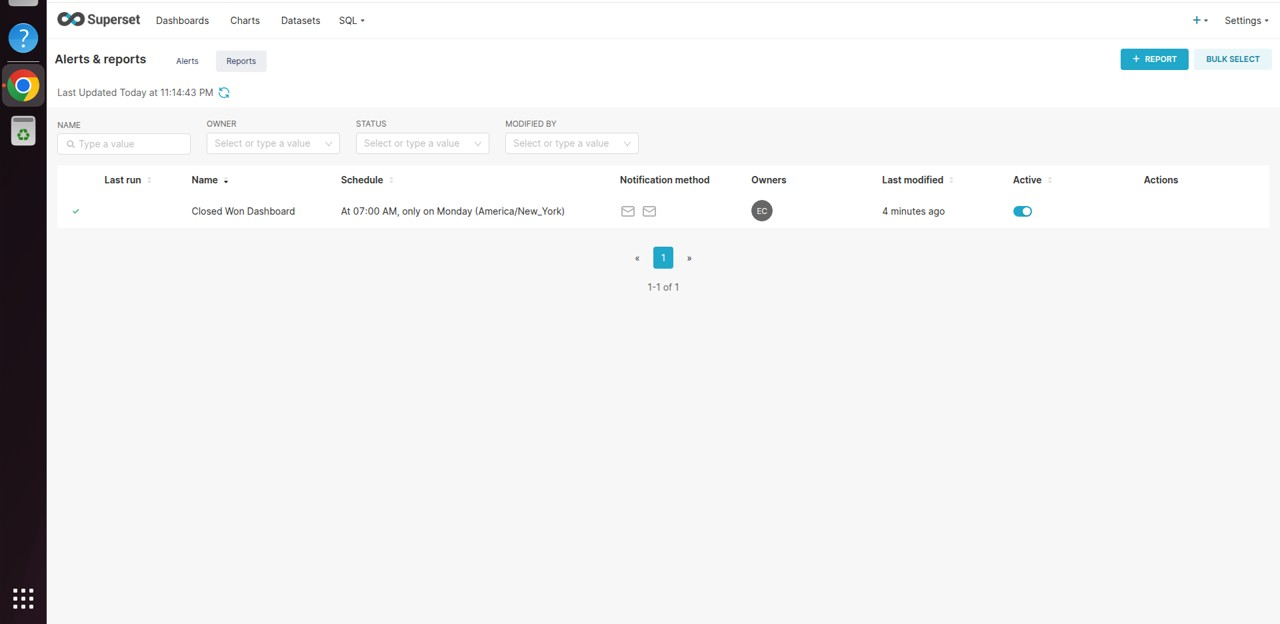 Superset Dashboards Charts Datasets SQL + Settings
Alerts & reports Alerts Reports + REPORT BULK SELECT
Last Updated Today at 11:14:43 PM
NAME OWNER STATUS MODIFIED BY
Type a value Select or type a value Select or type a value Select or type a value
Last run Name Schedule Notification method Owners Last modified Active Actions
Closed Won Dashboard At 07:00 AM, only on Monday (America/New_York) EC 4 minutes ago
« 1 »
1-1 of 1